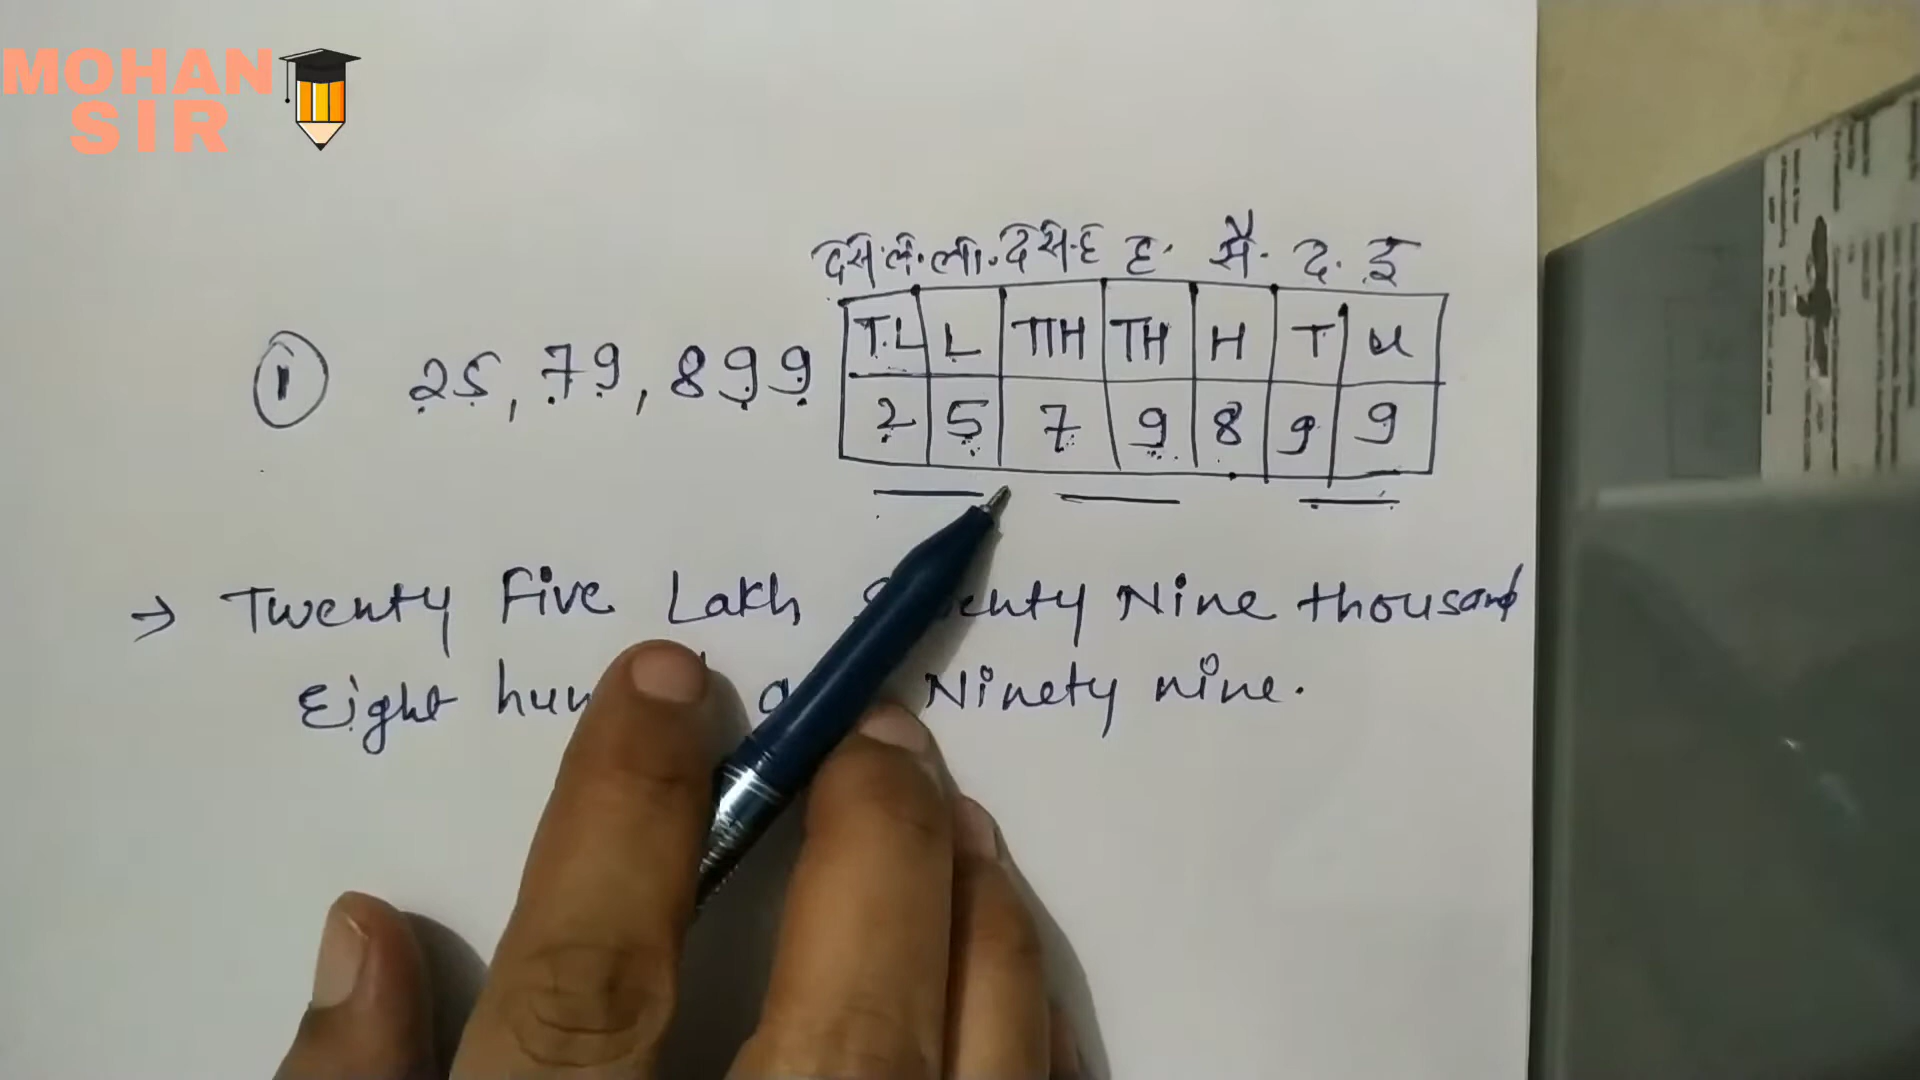 MOHAN
SIR
दस.ल. ला. दस.ह ह. सै. द. ई
① 25,79,899
T.L L TTH TH H T U
2 5 7 9 8 9 9
→ Twenty Five Lakh Nine thousand
Eight Ninety nine.